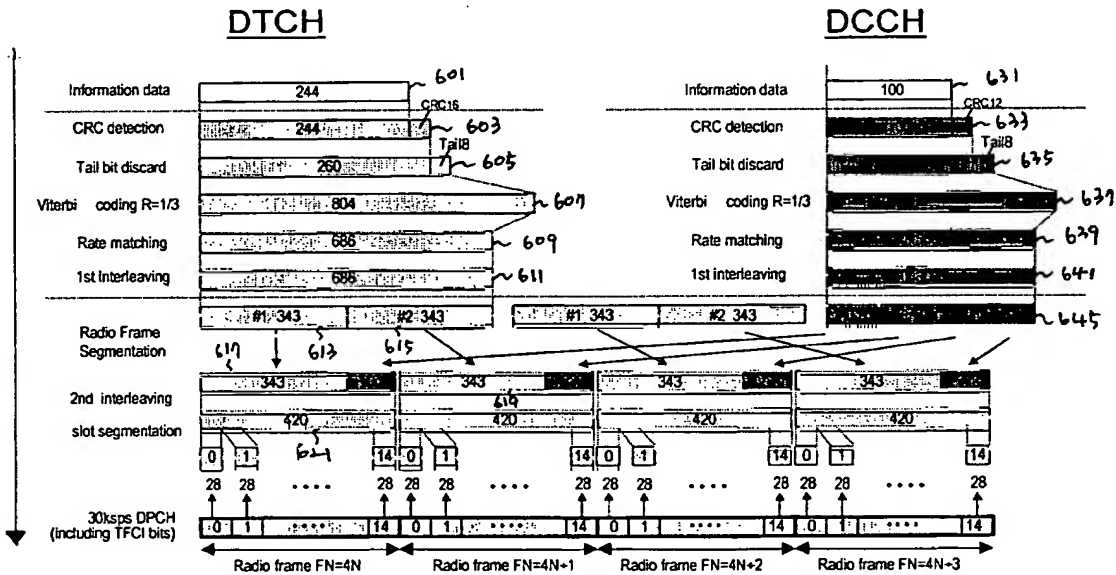 DTCH DCCH
Information data 244 601 Information data 100 631
CRC16 CRC12
CRC detection 244 603 CRC detection 633
Tail8 Tail8
Tail bit discard 260 605 Tail bit discard 635
Viterbi coding R=1/3 804 607 Viterbi coding R=1/3 637
Rate matching 686 609 Rate matching 639
1st Interleaving 686 611 1st Interleaving 641
#1 343 #2 343 #1 343 #2 343 645
Radio Frame
Segmentation 613 615
617
343 343 343 343
2nd interleaving 619
slot segmentation 420 420 420 420
621
0 1 14 0 1 14 0 1 14 0 1 14
28 28 •••• 28 28 28 •••• 28 28 28 •••• 28 28 28 •••• 28
30ksps DPCH
(including TFCI bits) 0 1 •••• 14 0 1 •••• 14 0 1 •••• 14 0 1 •••• 14
Radio frame FN=4N Radio frame FN=4N+1 Radio frame FN=4N+2 Radio frame FN=4N+3